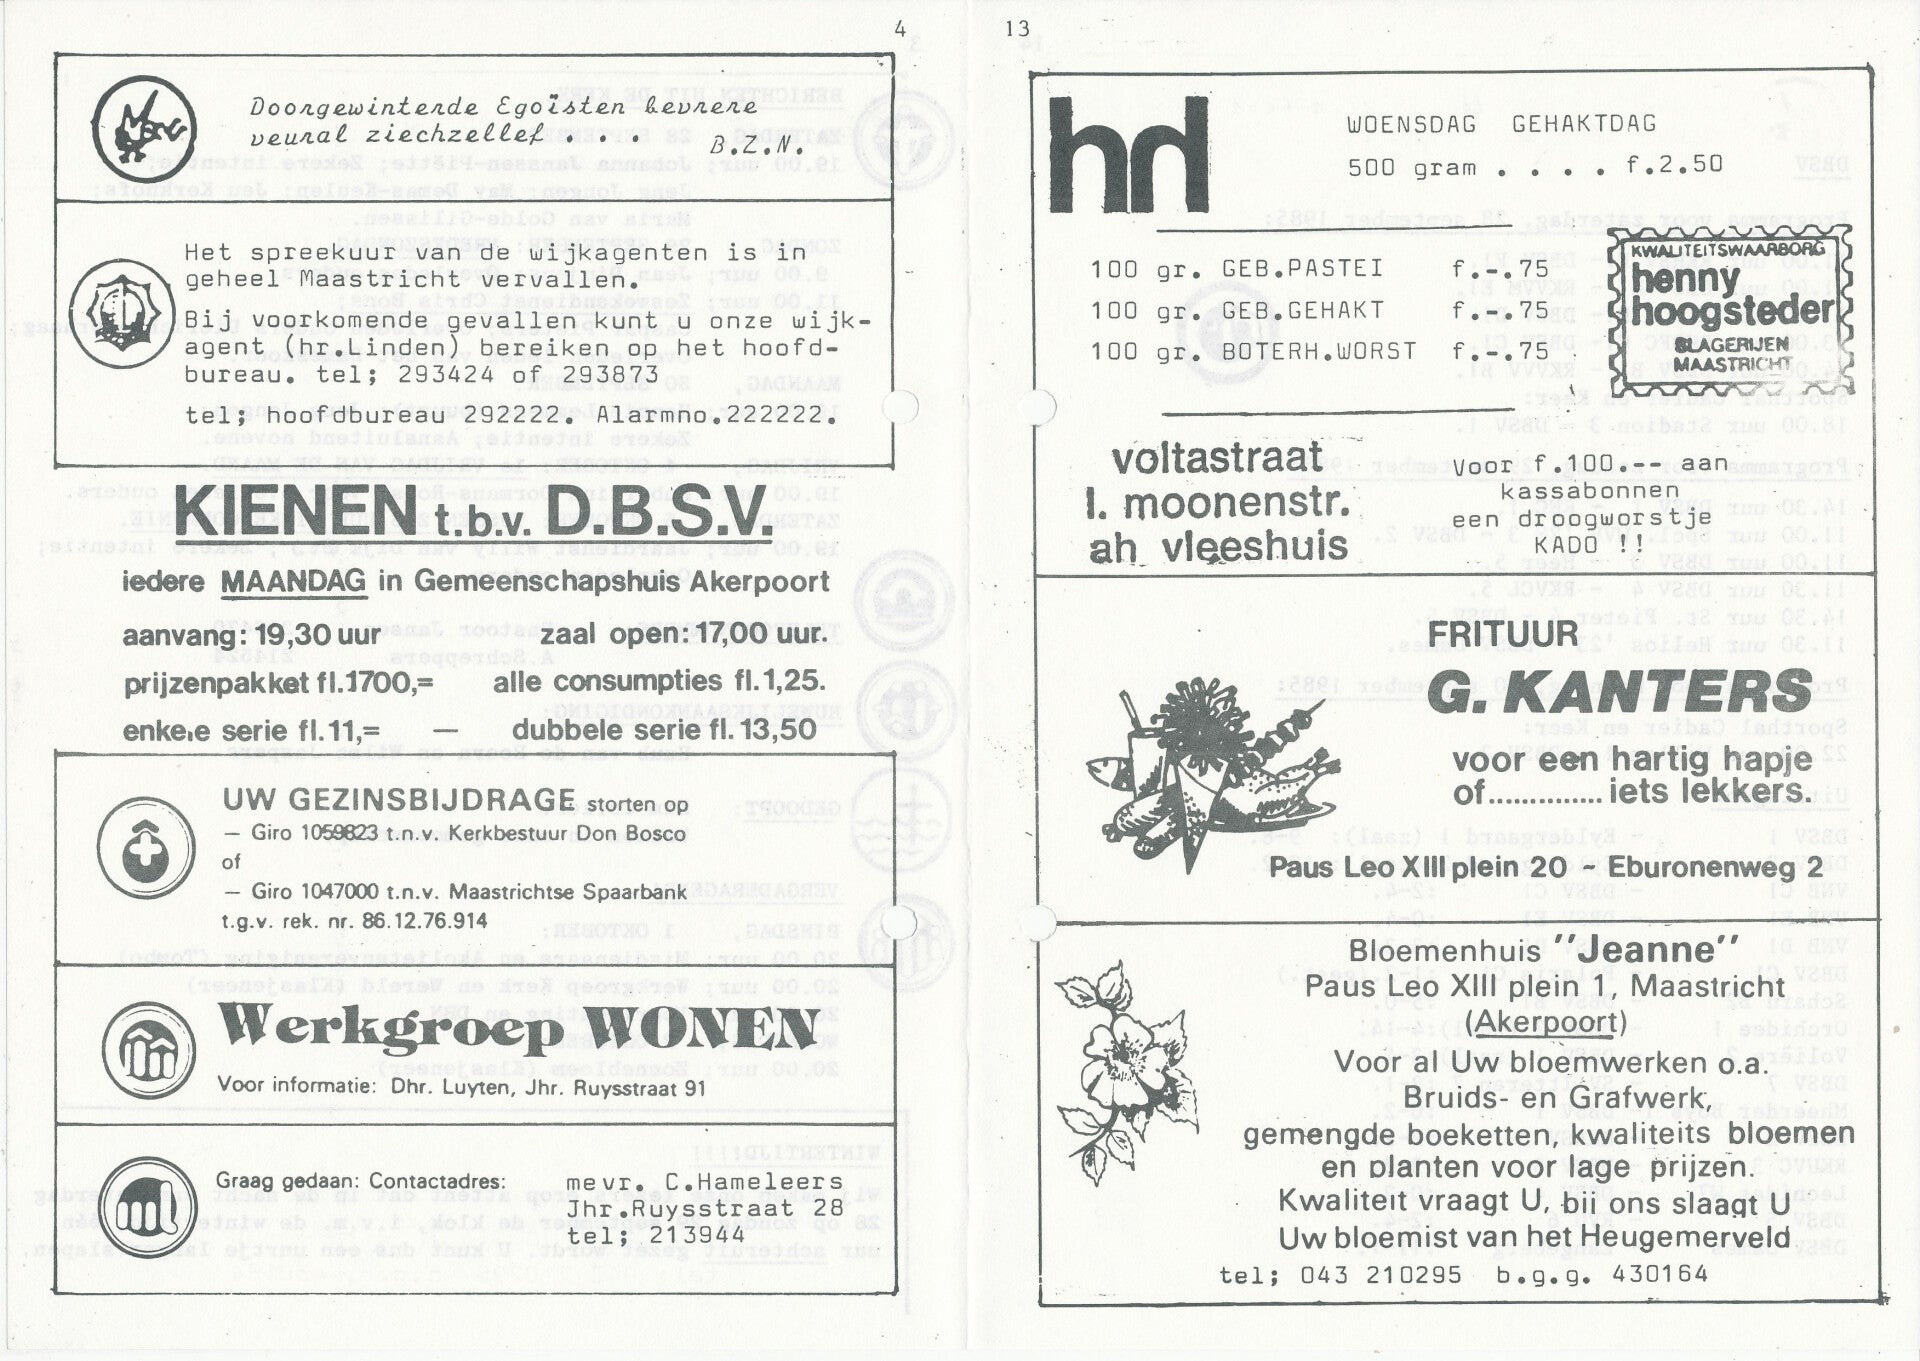 4
Doorgewinterde Egoïsten bevrere
veural ziechzellef . . .
B.Z.N.
Het spreekuur van de wijkagenten is in
geheel Maastricht vervallen.
Bij voorkomende gevallen kunt u onze wijk-
agent (hr.Linden) bereiken op het hoofd-
bureau. tel; 293424 of 293873
tel; hoofdbureau 292222. Alarmno.222222.
KIENEN t.b.v. D.B.S.V.
iedere MAANDAG in Gemeenschapshuis Akerpoort
aanvang: 19,30 uur zaal open: 17,00 uur.
prijzenpakket fl.1700,= alle consumpties fl.1,25.
enkele serie fl.11,= — dubbele serie fl.13,50
UW GEZINSBIJDRAGE storten op
— Giro 1059823 t.n.v. Kerkbestuur Don Bosco
of
— Giro 1047000 t.n.v. Maastrichtse Spaarbank
t.g.v. rek. nr. 86.12.76.914
Werkgroep WONEN
Voor informatie: Dhr. Luyten, Jhr. Ruysstraat 91
Graag gedaan: Contactadres: mevr. C.Hameleers
Jhr.Ruysstraat 28
tel; 213944
13
hd
WOENSDAG GEHAKTDAG
500 gram . . . . f.2.50
100 gr. GEB.PASTEI f.-.75
100 gr. GEB.GEHAKT f.-.75
100 gr. BOTERH.WORST f.-.75
KWALITEITSWAARBORG
henny
hoogsteder
SLAGERIJEN
MAASTRICHT
voltastraat
l. moonenstr.
ah vleeshuis
Voor f.100.-- aan
kassabonnen
een droogworstje
KADO !!
FRITUUR
G. KANTERS
voor een hartig hapje
of.............. iets lekkers.
Paus Leo XIII plein 20 - Eburonenweg 2
Bloemenhuis "Jeanne"
Paus Leo XIII plein 1, Maastricht
(Akerpoort)
Voor al Uw bloemwerken o.a.
Bruids- en Grafwerk,
gemengde boeketten, kwaliteits bloemen
en planten voor lage prijzen.
Kwaliteit vraagt U, bij ons slaagt U
Uw bloemist van het Heugemerveld
tel; 043 210295 b.g.g. 430164